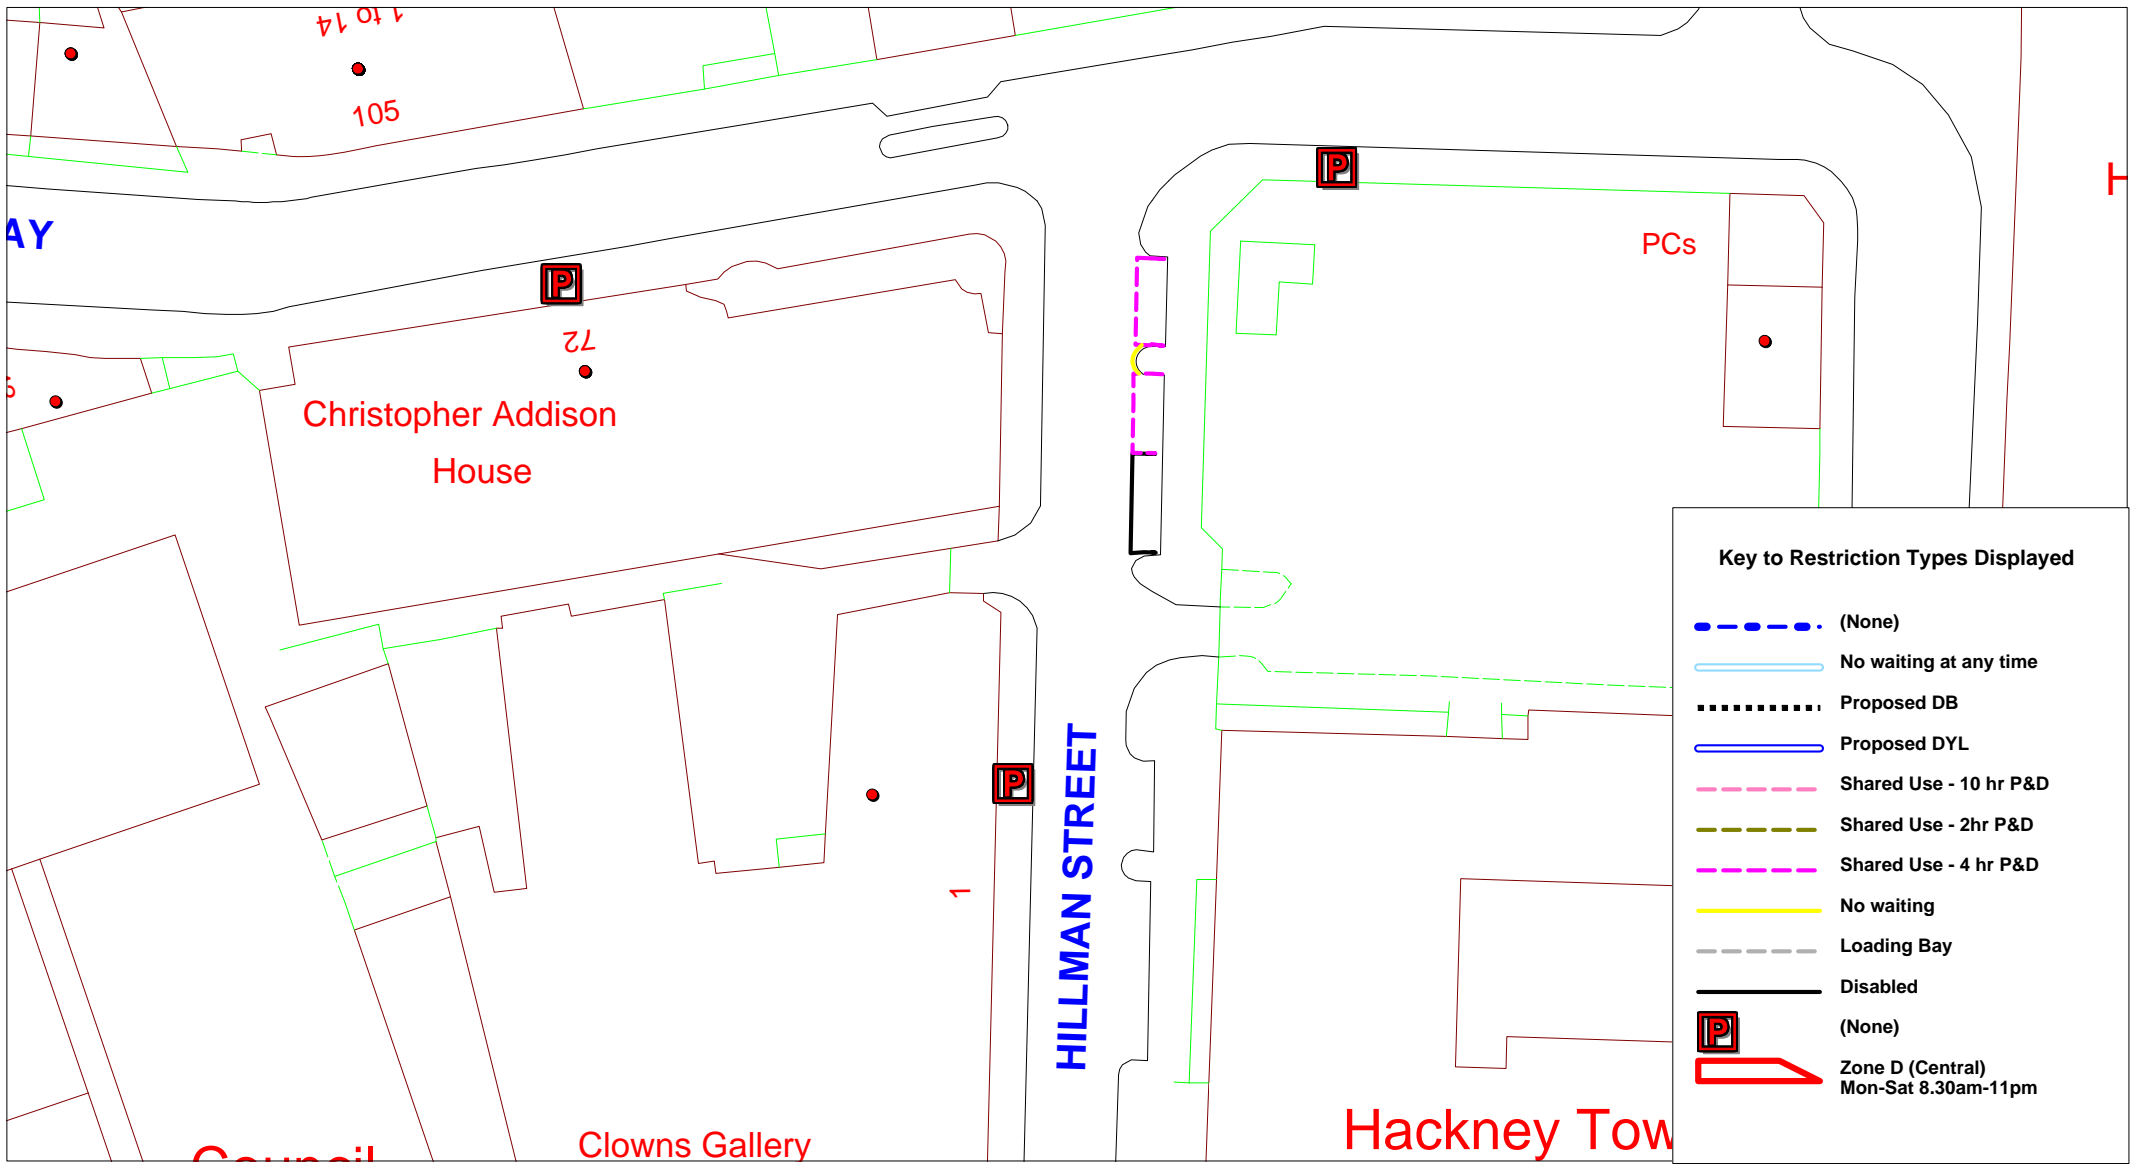 1 to 14
105
AY
H
PCs
72
Christopher Addison
House
HILLMAN STREET
1
Clowns Gallery
Hackney Tow
Council
Key to Restriction Types Displayed
(None)
No waiting at any time
Proposed DB
Proposed DYL
Shared Use - 10 hr P&D
Shared Use - 2hr P&D
Shared Use - 4 hr P&D
No waiting
Loading Bay
Disabled
P
(None)
Zone D (Central)
Mon-Sat 8.30am-11pm
P
P
P